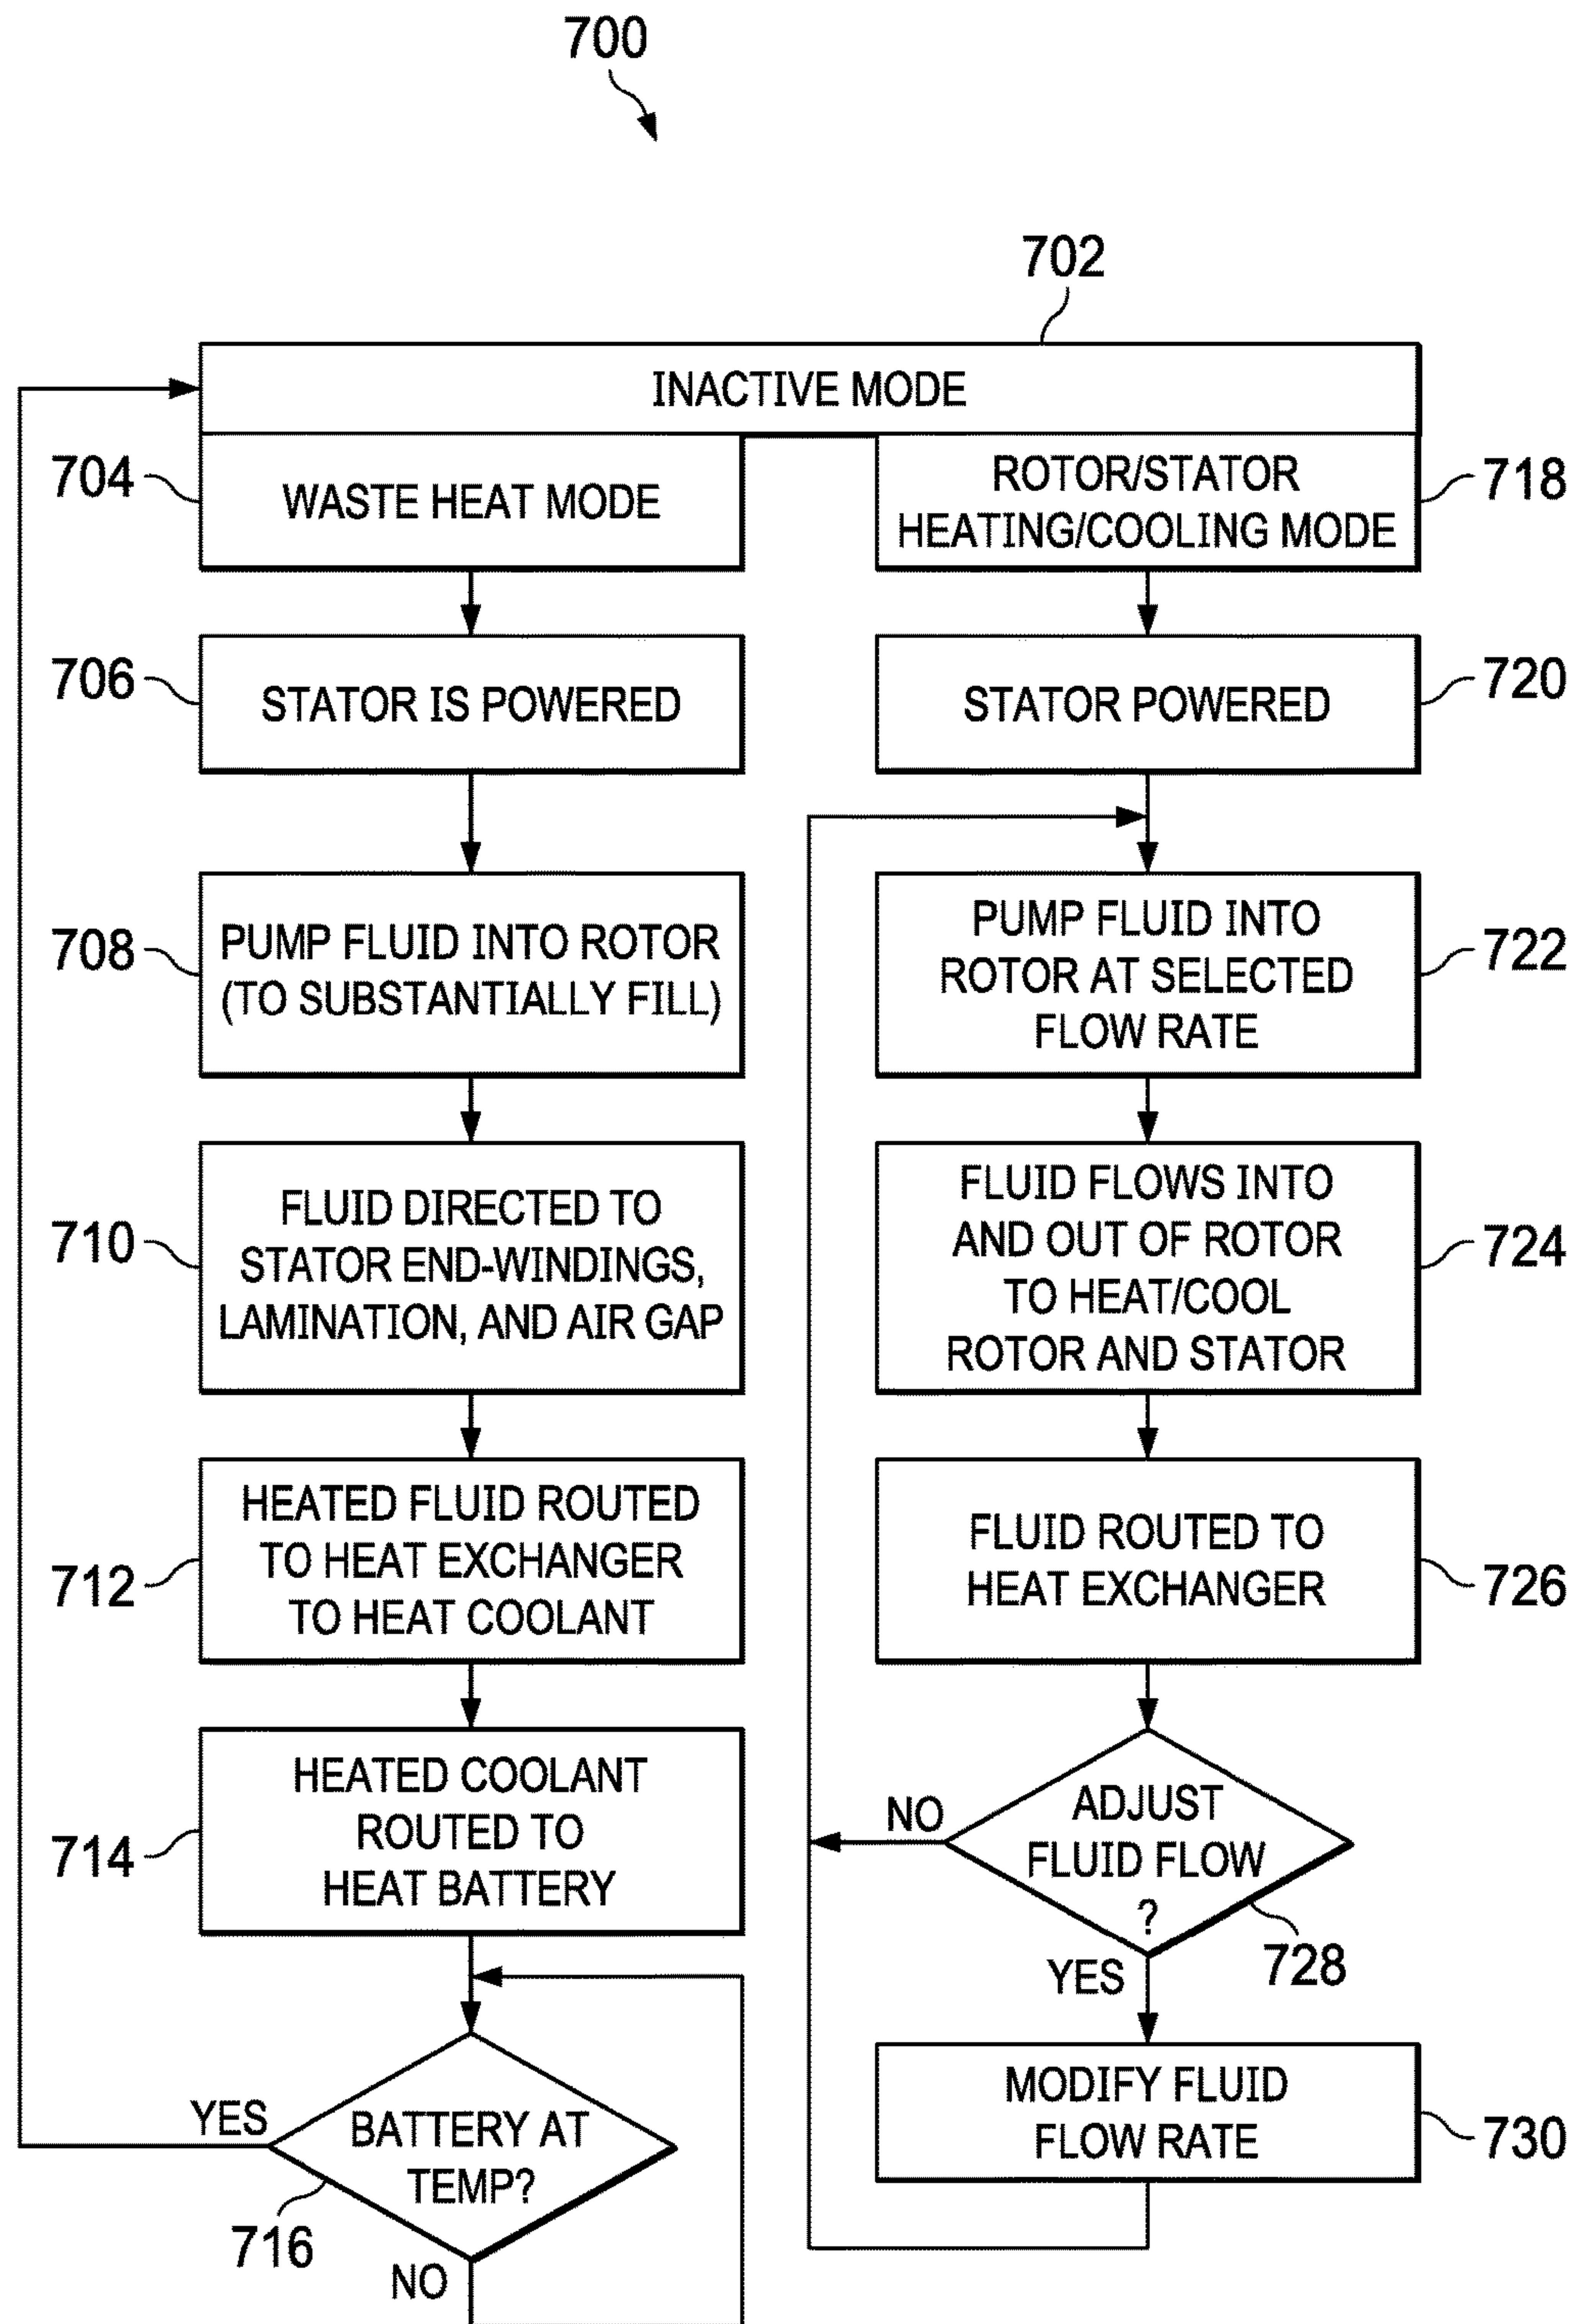 700
702
INACTIVE MODE
704
WASTE HEAT MODE
ROTOR/STATOR
HEATING/COOLING MODE
718
706
STATOR IS POWERED
STATOR POWERED
720
708
PUMP FLUID INTO ROTOR
(TO SUBSTANTIALLY FILL)
PUMP FLUID INTO
ROTOR AT SELECTED
FLOW RATE
722
710
FLUID DIRECTED TO
STATOR END-WINDINGS,
LAMINATION, AND AIR GAP
FLUID FLOWS INTO
AND OUT OF ROTOR
TO HEAT/COOL
ROTOR AND STATOR
724
712
HEATED FLUID ROUTED
TO HEAT EXCHANGER
TO HEAT COOLANT
FLUID ROUTED TO
HEAT EXCHANGER
726
714
HEATED COOLANT
ROUTED TO
HEAT BATTERY
NO
ADJUST
FLUID FLOW
?
728
YES
YES
BATTERY AT
TEMP?
716
NO
MODIFY FLUID
FLOW RATE
730